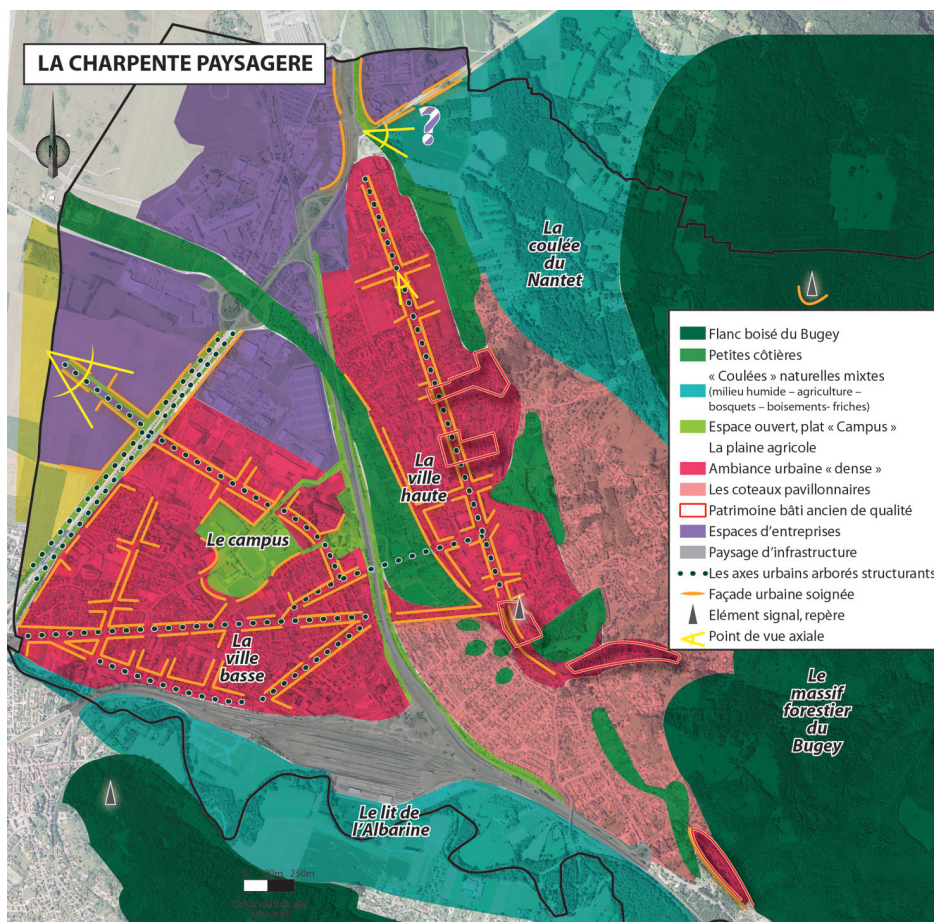 LA CHARPENTE PAYSAGERE
N
?
La
coulée
du
Nantet
Flanc boisé du Bugey
Petites côtières
« Coulées » naturelles mixtes
(milieu humide – agriculture –
bosquets – boisements- friches)
Espace ouvert, plat « Campus »
La plaine agricole
Ambiance urbaine « dense »
Les coteaux pavillonnaires
Patrimoine bâti ancien de qualité
Espaces d’entreprises
Paysage d’infrastructure
Les axes urbains arborés structurants
Façade urbaine soignée
Elément signal, repère
Point de vue axiale
La
ville
haute
Le campus
La
ville
basse
Le
massif
forestier
du
Bugey
Le lit de
l’Albarine
250m